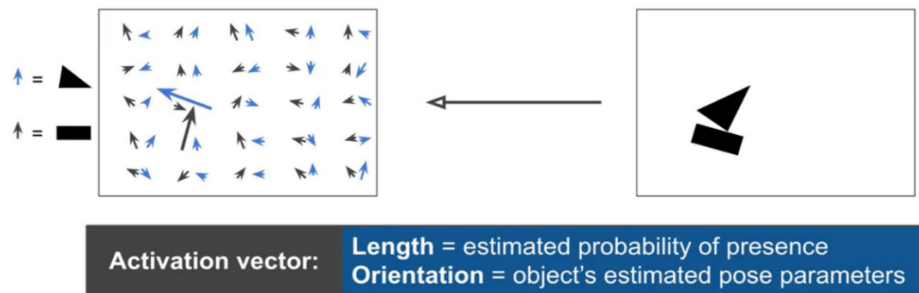 =
=
Activation vector:
Length = estimated probability of presence
Orientation = object's estimated pose parameters